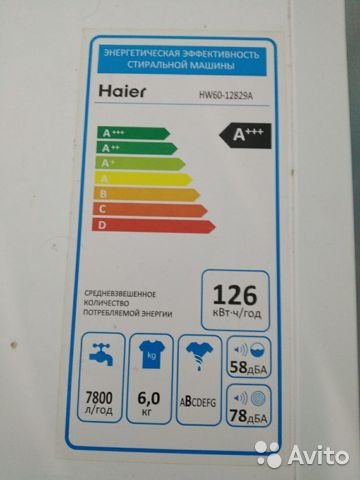 ЭНЕРГЕТИЧЕСКАЯ ЭФФЕКТИВНОСТЬ
СТИРАЛЬНОЙ МАШИНЫ
Haier HW60-12829A
A+++ A+++
A++
A+
A
B
C
D
СРЕДНЕВЗВЕШЕННОЕ
КОЛИЧЕСТВО
ПОТРЕБЛЯЕМОЙ ЭНЕРГИИ
126
кВт·ч/год
kg
58дБА
7800
л/год
6,0
кг
ABCDEFG
78дБА
Avito